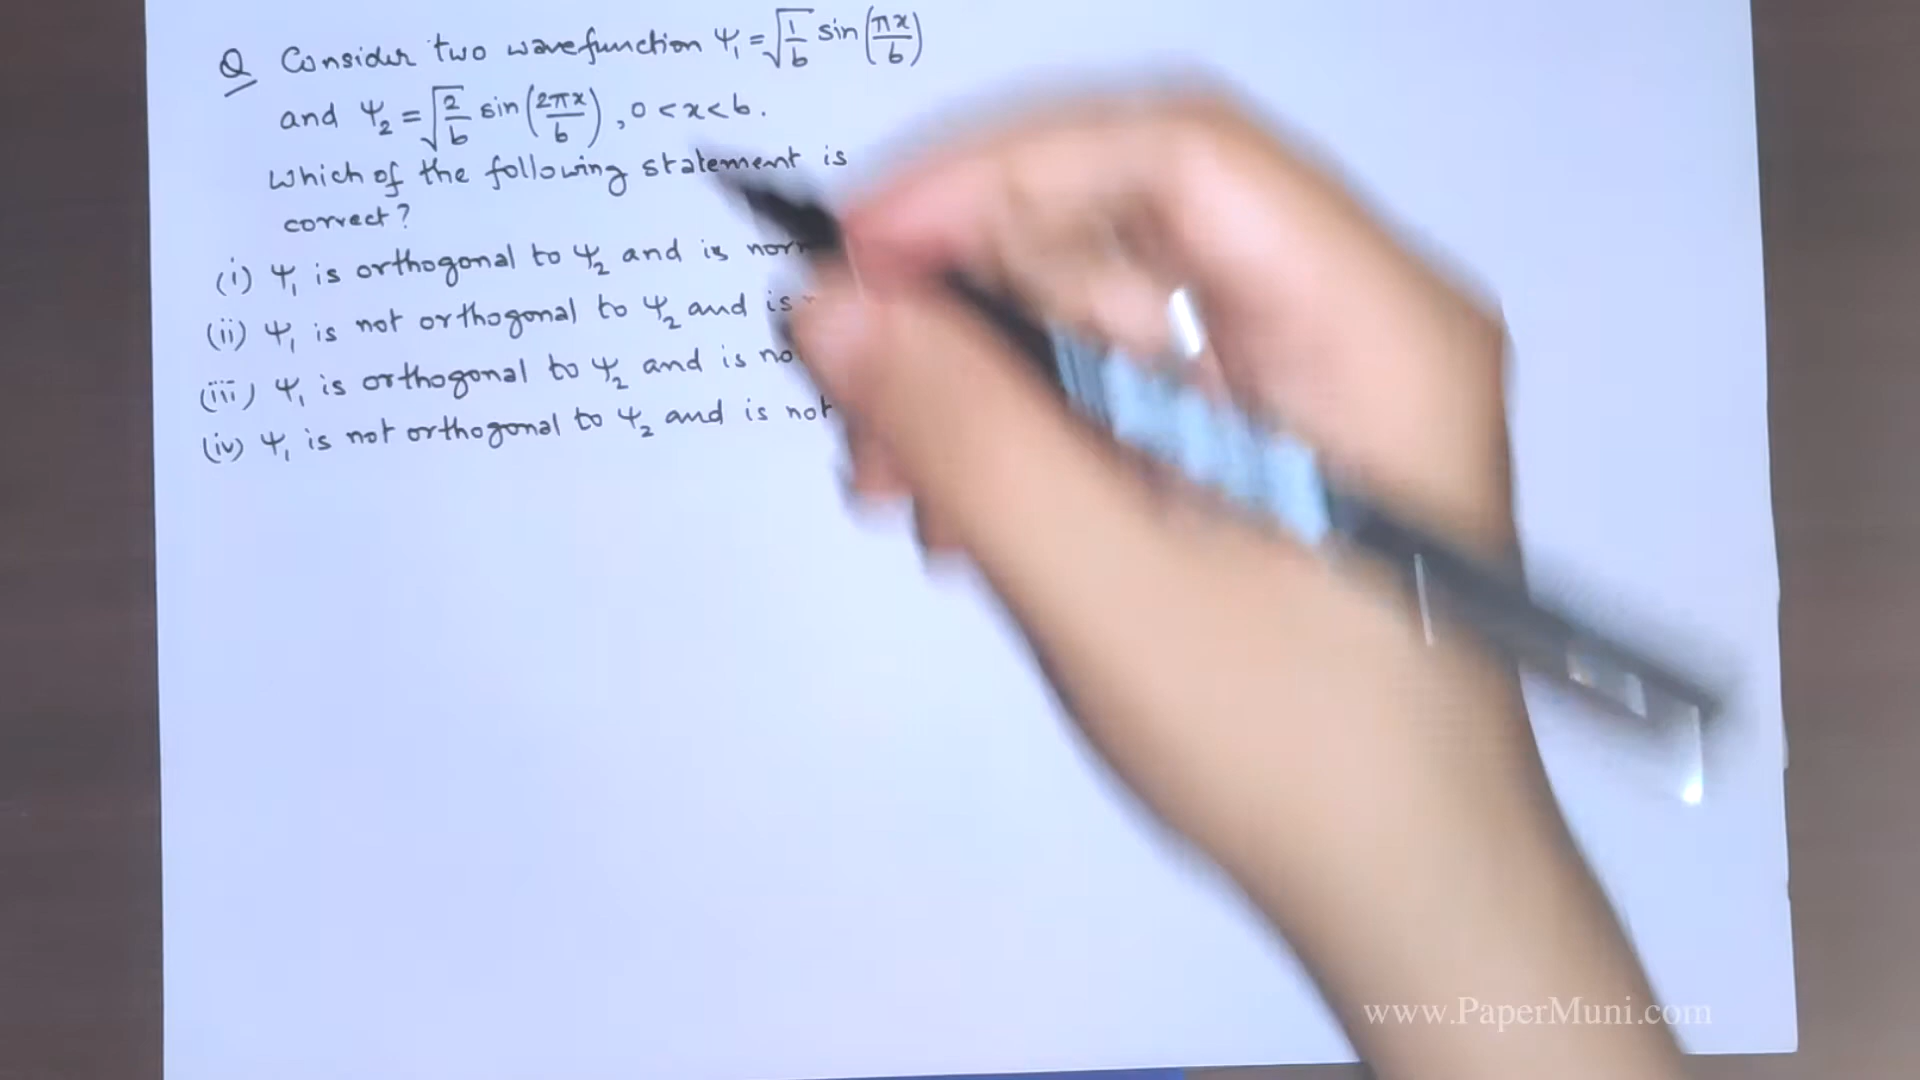 Q Consider two wavefunction Ψ₁ = √(1/b) sin(πx/b)
and Ψ₂ = √(2/b) sin(2πx/b), 0 < x < b.
Which of the following statement is
correct?
(i) Ψ₁ is orthogonal to Ψ₂ and is
(ii) Ψ₁ is not orthogonal to Ψ₂ and is
(iii) Ψ₁ is orthogonal to Ψ₂ and is
(iv) Ψ₁ is not orthogonal to Ψ₂ and is not
www.PaperMuni.com